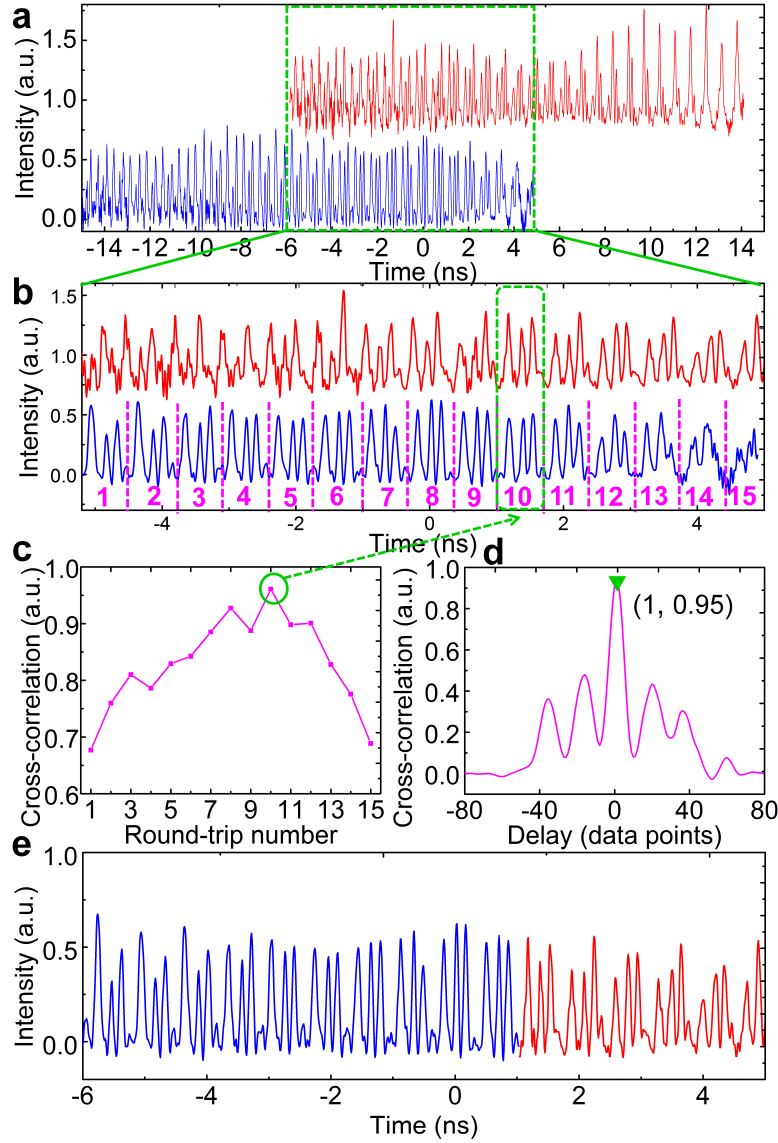 a
Intensity (a.u.)
1.5
1.0
0.5
0.0
-14 -12 -10 -8 -6 -4 -2 0 2 4 6 8 10 12 14
Time (ns)
b
Intensity (a.u.)
1.5
1.0
0.5
0.0
1 2 3 4 5 6 7 8 9 10 11 12 13 14 15
-4 -2 0 2 4
Time (ns)
c
Cross-correlation (a.u.)
1.0
0.9
0.8
0.7
0.6
1 3 5 7 9 11 13 15
Round-trip number
d
Cross-correlation (a.u.)
1.0
0.8
0.6
0.4
0.2
0.0
(1, 0.95)
-80 -40 0 40 80
Delay (data points)
e
Intensity (a.u.)
1.0
0.5
0.0
-6 -4 -2 0 2 4
Time (ns)